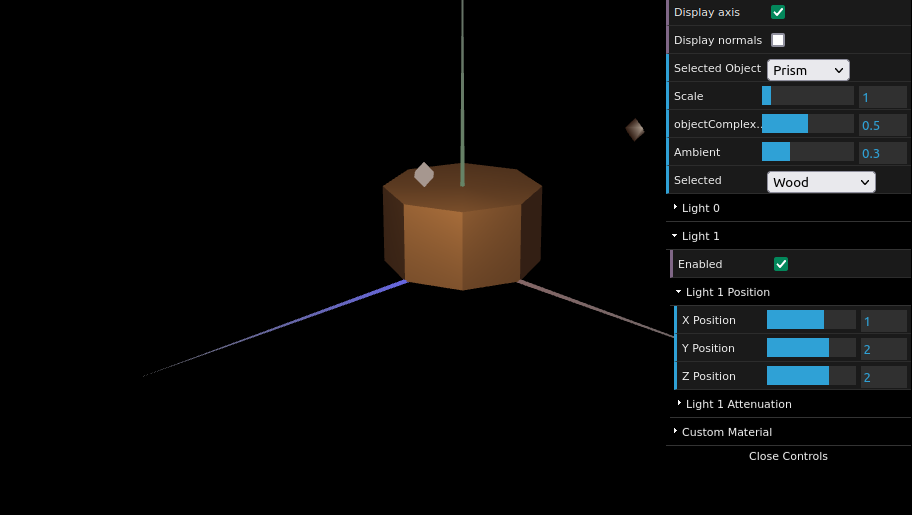 Display axis
Display normals
Selected Object Prism
Scale 1
objectComplex.. 0.5
Ambient 0.3
Selected Wood
Light 0
Light 1
Enabled
Light 1 Position
X Position 1
Y Position 2
Z Position 2
Light 1 Attenuation
Custom Material
Close Controls